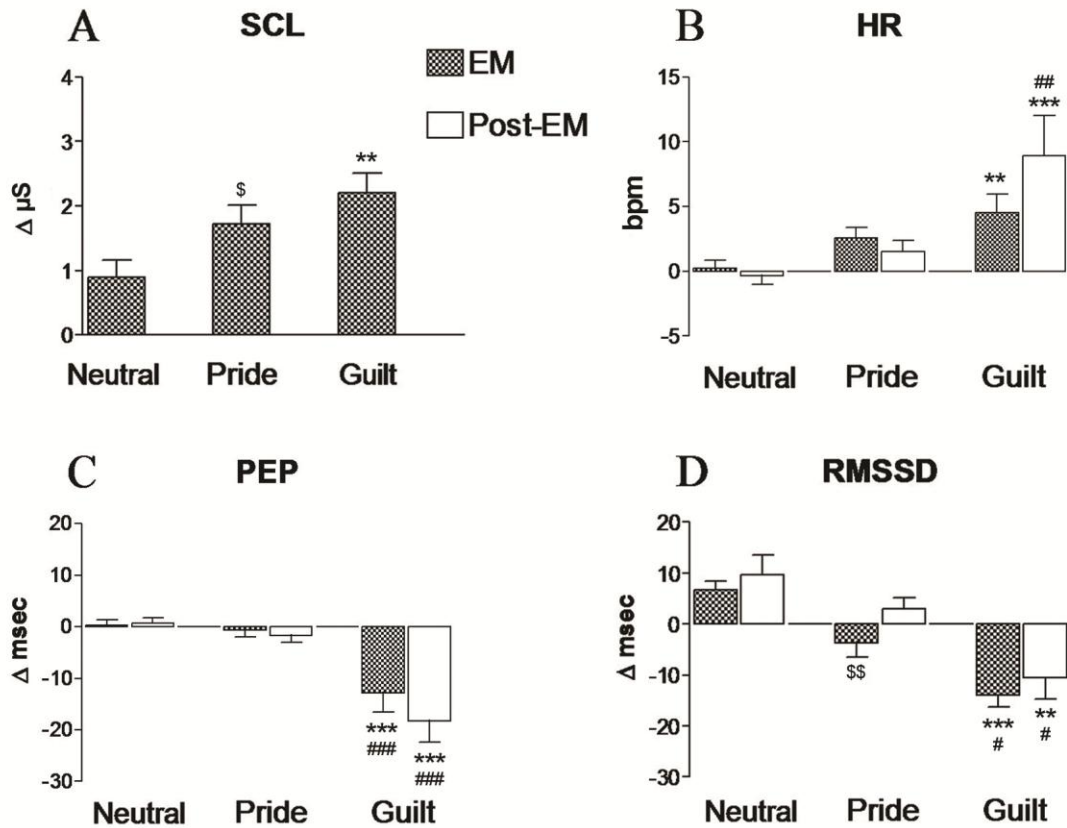 A SCL
EM
Post-EM
4
3
2
1
0
Δ µS
$
**
Neutral Pride Guilt
B HR
15
10
5
0
-5
bpm
**
##
***
Neutral Pride Guilt
C PEP
20
10
0
-10
-20
-30
Δ msec
***
###
***
###
Neutral Pride Guilt
D RMSSD
20
10
0
-10
-20
-30
Δ msec
$$
***
#
**
#
Neutral Pride Guilt